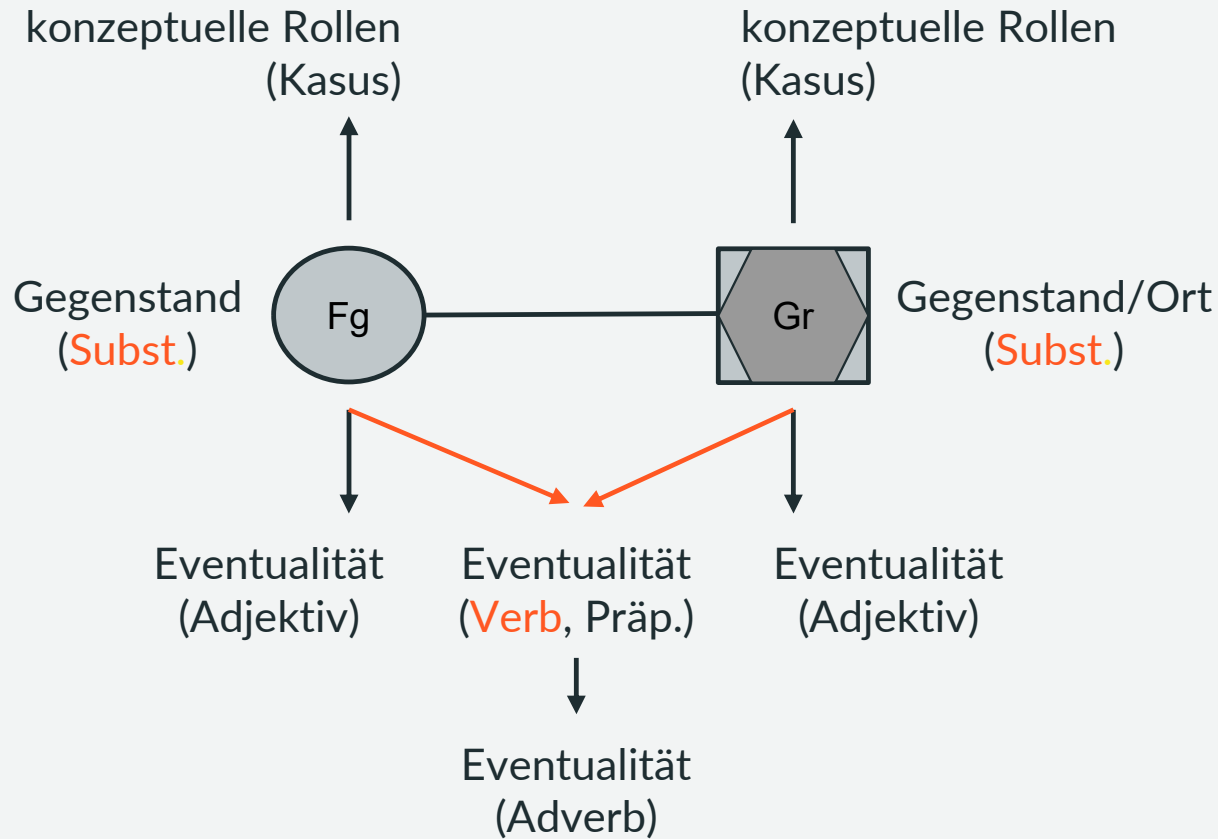 konzeptuelle Rollen
(Kasus)
konzeptuelle Rollen
(Kasus)
Gegenstand
(Subst.)
Fg
Gr
Gegenstand/Ort
(Subst.)
Eventualität
(Adjektiv)
Eventualität
(Verb, Präp.)
Eventualität
(Adjektiv)
Eventualität
(Adverb)